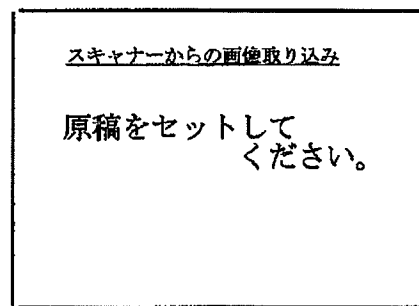 スキャナーからの画像取り込み
原稿をセットして
ください。